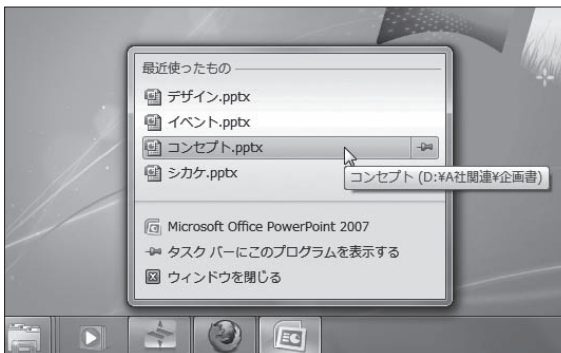 最近使ったもの
デザイン.pptx
イベント.pptx
コンセプト.pptx
シカケ.pptx
コンセプト (D:¥A社関連¥企画書)
Microsoft Office PowerPoint 2007
タスク バーにこのプログラムを表示する
ウィンドウを閉じる